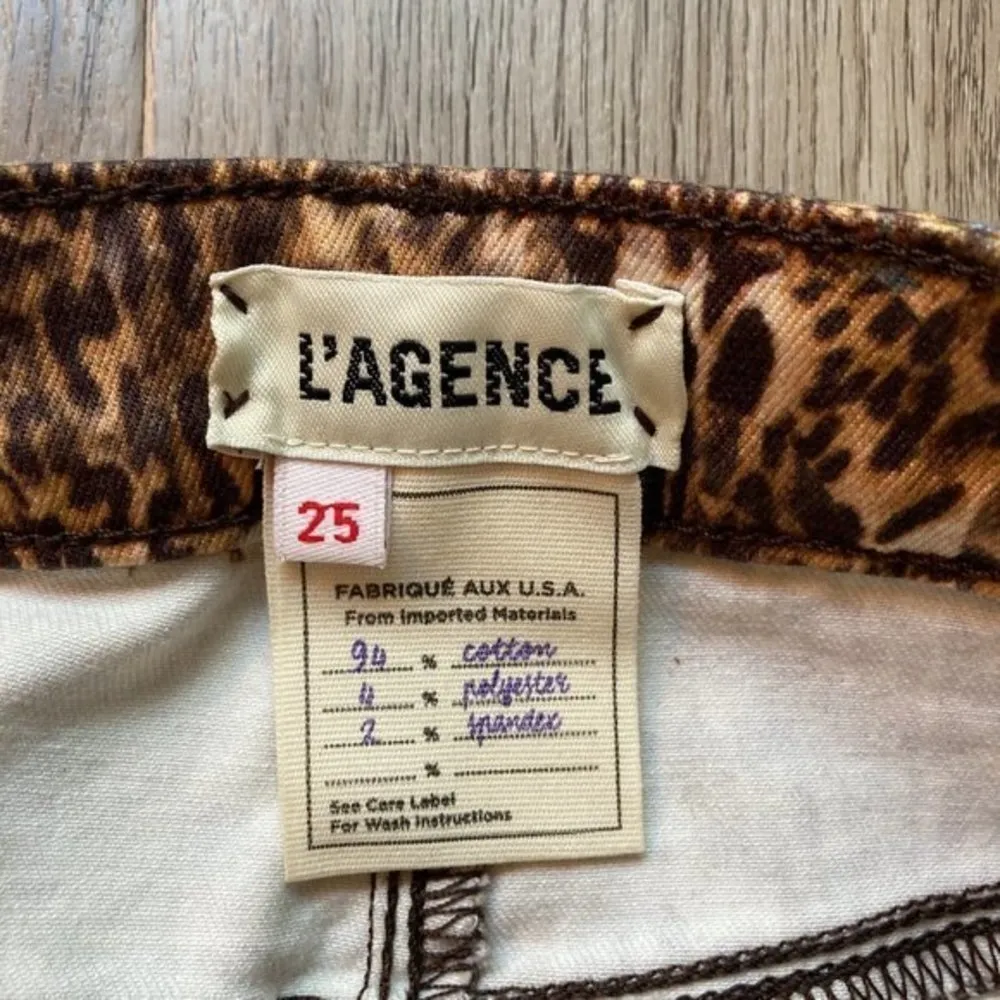 L'AGENCE
25
FABRIQUÉ AUX U.S.A.
From Imported Materials
94 % cotton
4 % polyester
2 % spandex
%
See Care Label
For Wash Instructions